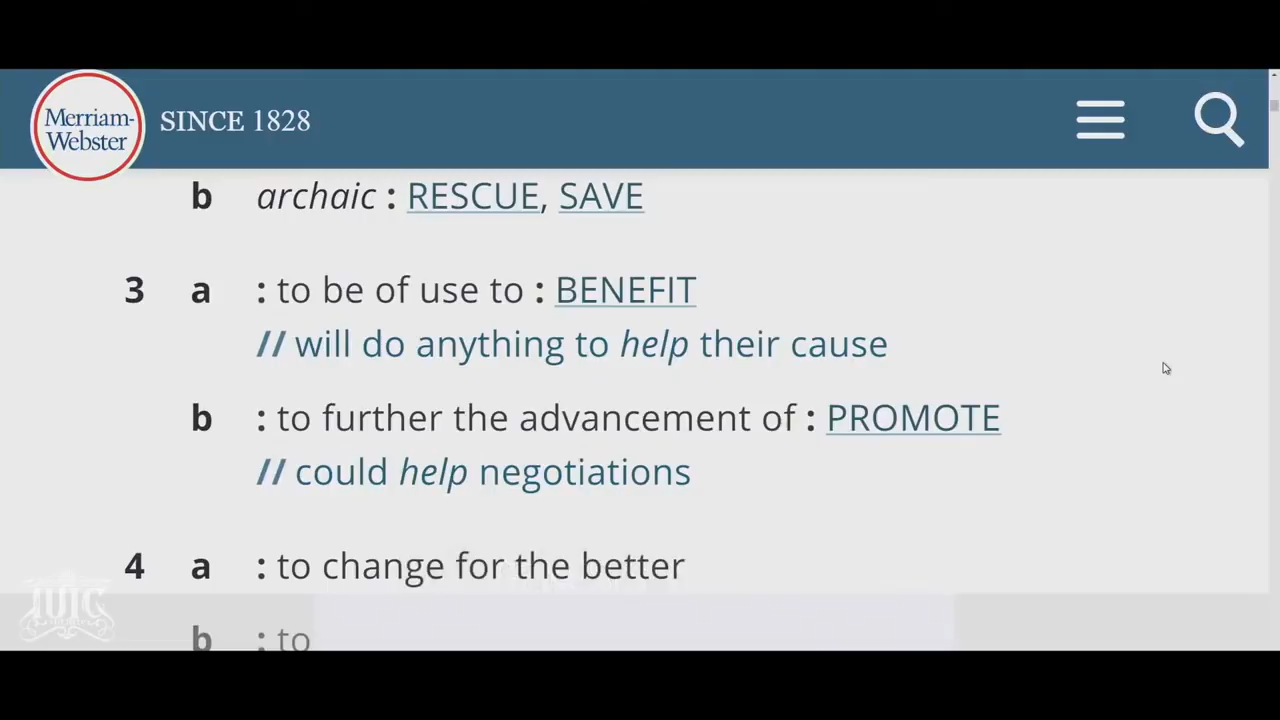 Merriam-
Webster
SINCE 1828
b archaic : RESCUE, SAVE
3 a : to be of use to : BENEFIT
// will do anything to help their cause
b : to further the advancement of : PROMOTE
// could help negotiations
4 a : to change for the better
b : to
IUIC